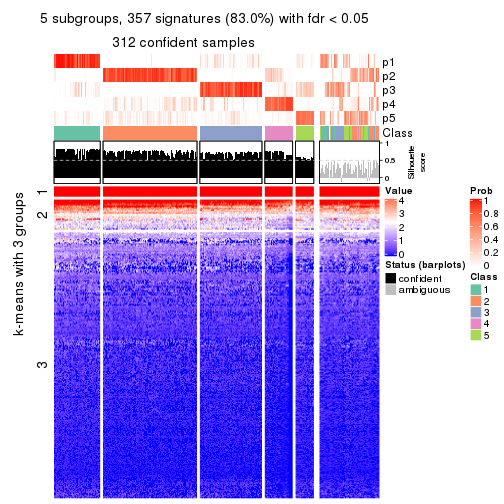 5 subgroups, 357 signatures (83.0%) with fdr < 0.05
312 confident samples
p1
p2
p3
p4
p5
Class
1
0.5
0
Silhouette
score
k-means with 3 groups
1
2
3
Value
4
3
2
1
0
Status (barplots)
confident
ambiguous
Prob
1
0.8
0.6
0.4
0.2
0
Class
1
2
3
4
5